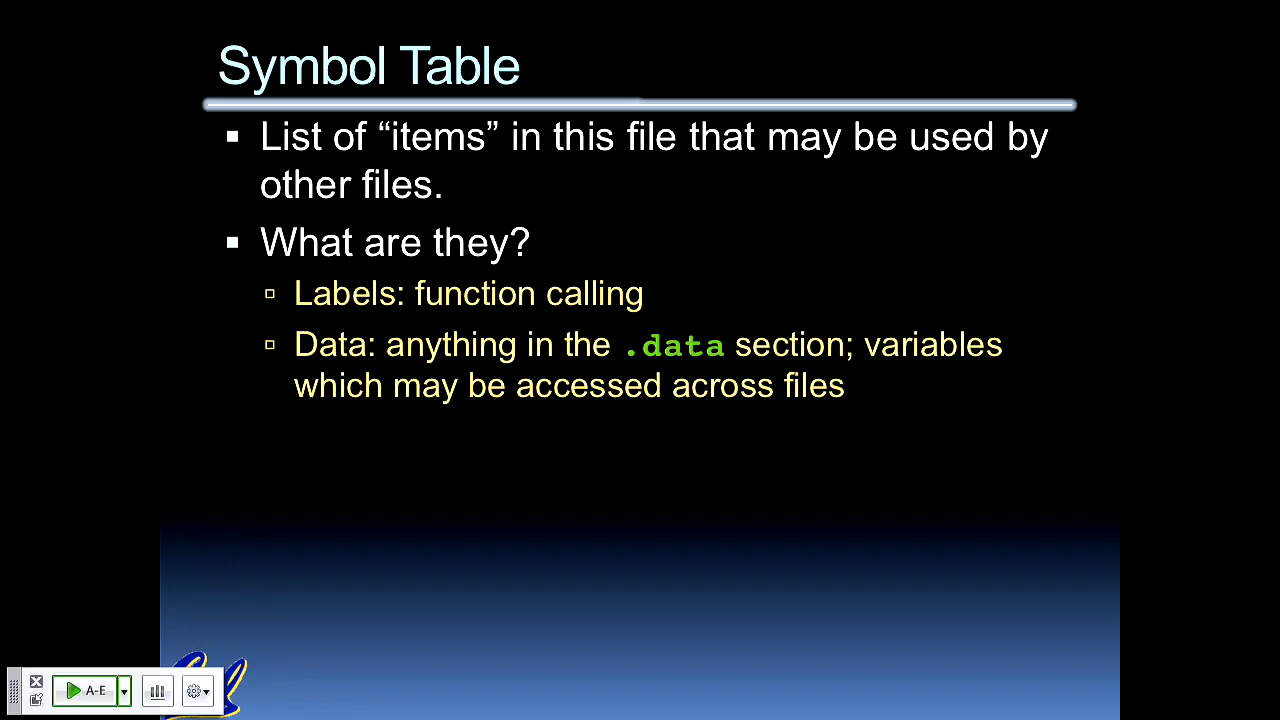 Symbol Table
▪ List of “items” in this file that may be used by
other files.
▪ What are they?
▫ Labels: function calling
▫ Data: anything in the .data section; variables
which may be accessed across files
A-E